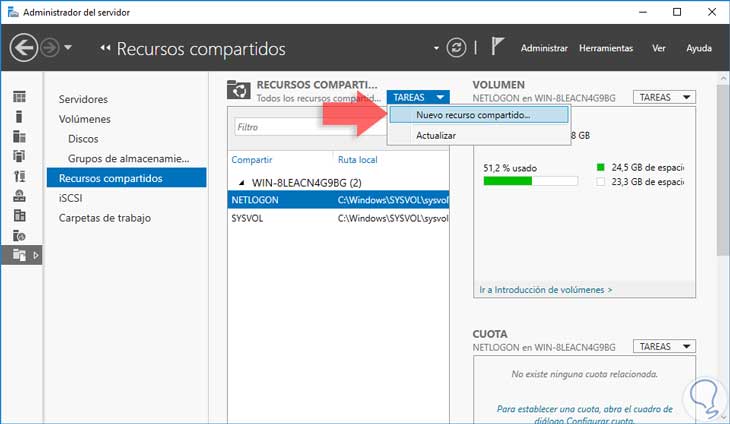 Administrador del servidor
Recursos compartidos
Administrar Herramientas Ver Ayuda
Servidores
Volúmenes
Discos
Grupos de almacenamie...
Recursos compartidos
iSCSI
Carpetas de trabajo
RECURSOS COMPARTI...
Todos los recursos compartid...
TAREAS
Nuevo recurso compartido...
Actualizar
Filtro
Compartir Ruta local
WIN-8LEACN4G9BG (2)
NETLOGON C:\Windows\SYSVOL\sysvol
SYSVOL C:\Windows\SYSVOL\sysvol
VOLUMEN
NETLOGON en WIN-8LEACN4G9BG
TAREAS
8 GB
51,2 % usado
24,5 GB de espaci
23,3 GB de espaci
Ir a Introducción de volúmenes >
CUOTA
NETLOGON en WIN-8LEACN4G9BG
TAREAS
No existe ninguna cuota relacionada.
Para establecer una cuota, abra el cuadro de
diálogo Configurar cuota.